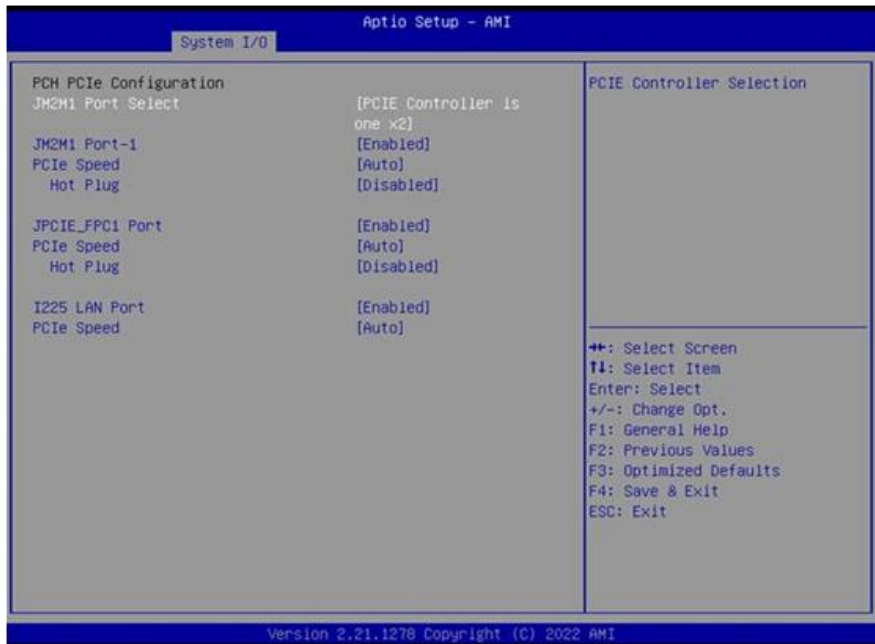 Aptio Setup - AMI
System I/O
PCH PCIe Configuration
JM2M1 Port Select [PCIE Controller is
one x2]
JM2M1 Port-1 [Enabled]
PCIe Speed [Auto]
Hot Plug [Disabled]
JPCIE_FPC1 Port [Enabled]
PCIe Speed [Auto]
Hot Plug [Disabled]
I225 LAN Port [Enabled]
PCIe Speed [Auto]
PCIE Controller Selection
→←: Select Screen
↑↓: Select Item
Enter: Select
+/-: Change Opt.
F1: General Help
F2: Previous Values
F3: Optimized Defaults
F4: Save & Exit
ESC: Exit
Version 2.21.1278 Copyright (C) 2022 AMI